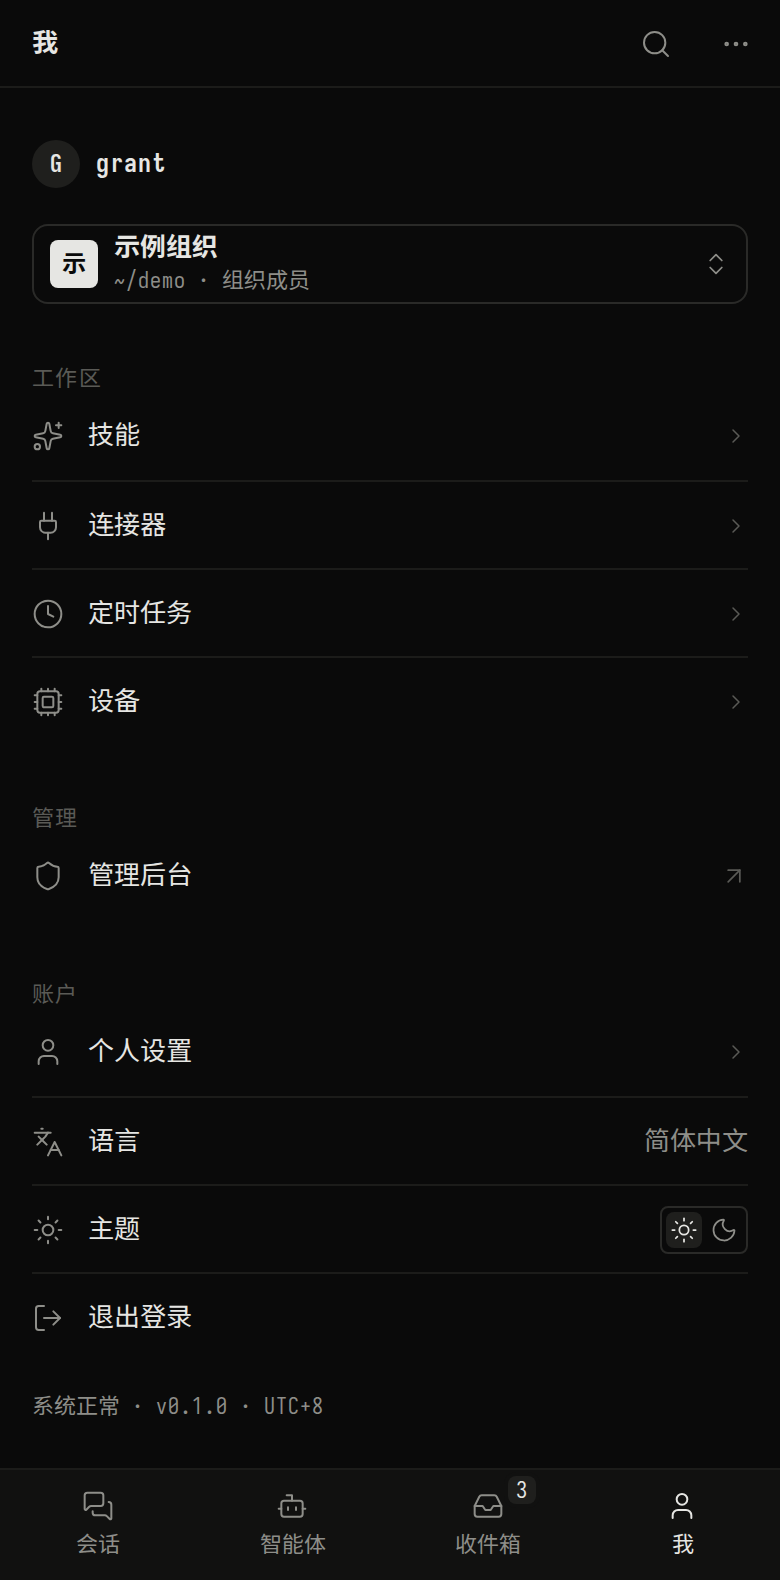 我
G grant
示 示例组织
~/demo · 组织成员
工作区
技能
连接器
定时任务
设备
管理
管理后台
账户
个人设置
语言 简体中文
主题
退出登录
系统正常 · v0.1.0 · UTC+8
3
会话 智能体 收件箱 我